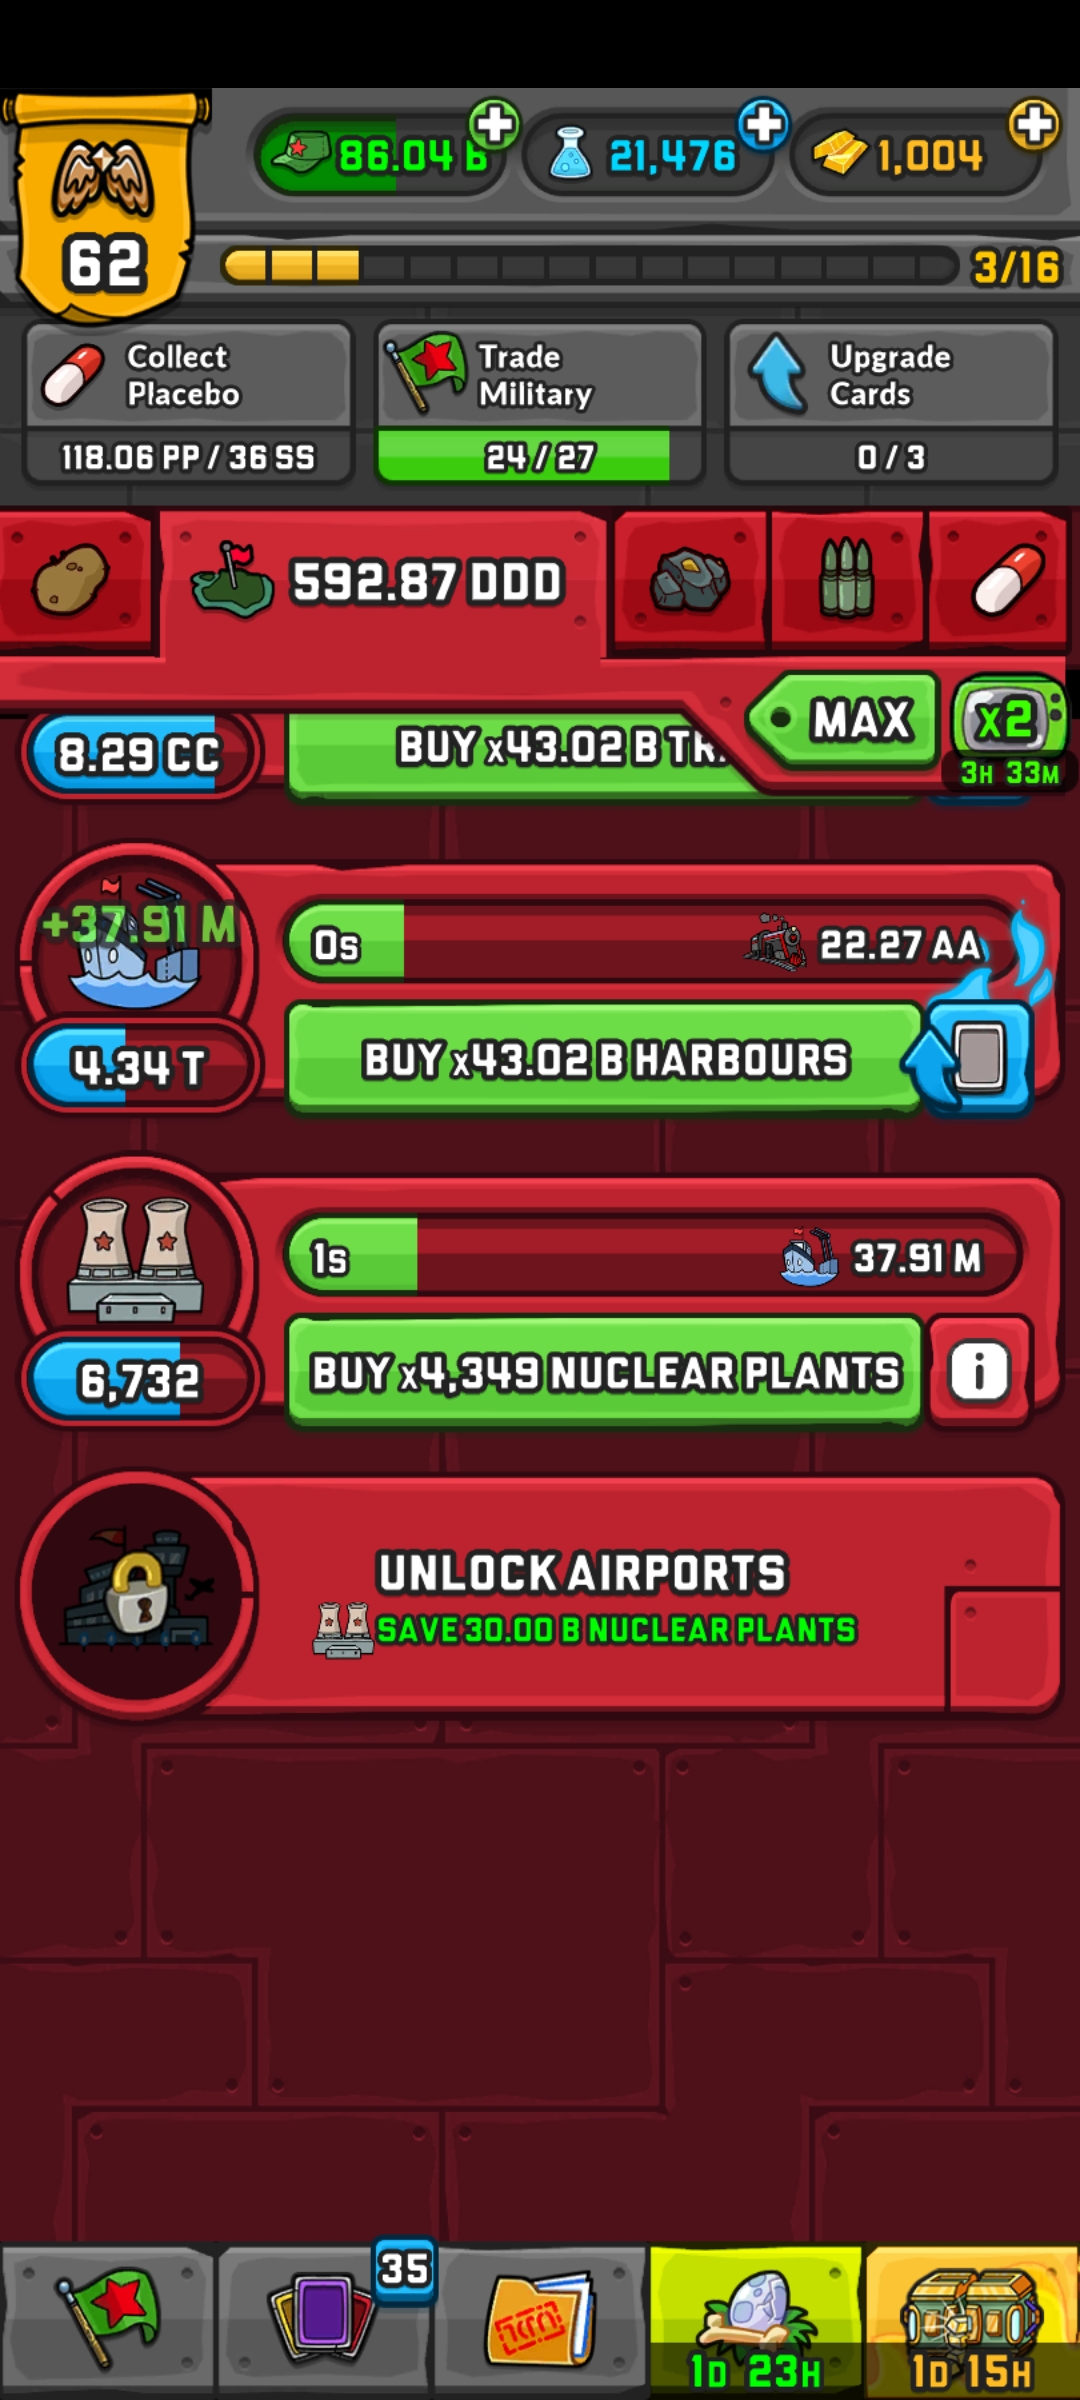 86.04 B
21,476
1,004
62
3/16
Collect
Placebo
118.06 PP / 36 SS
Trade
Military
24 / 27
Upgrade
Cards
0 / 3
592.87 DDD
MAX
x2
3H 33M
8.29 CC
BUY x43.02 B
+37.91 M
0s
22.27 AA
4.34 T
BUY x43.02 B HARBOURS
1s
37.91 M
6,732
BUY x4,349 NUCLEAR PLANTS
i
UNLOCK AIRPORTS
SAVE 30.00 B NUCLEAR PLANTS
35
1D 23H
1D 15H